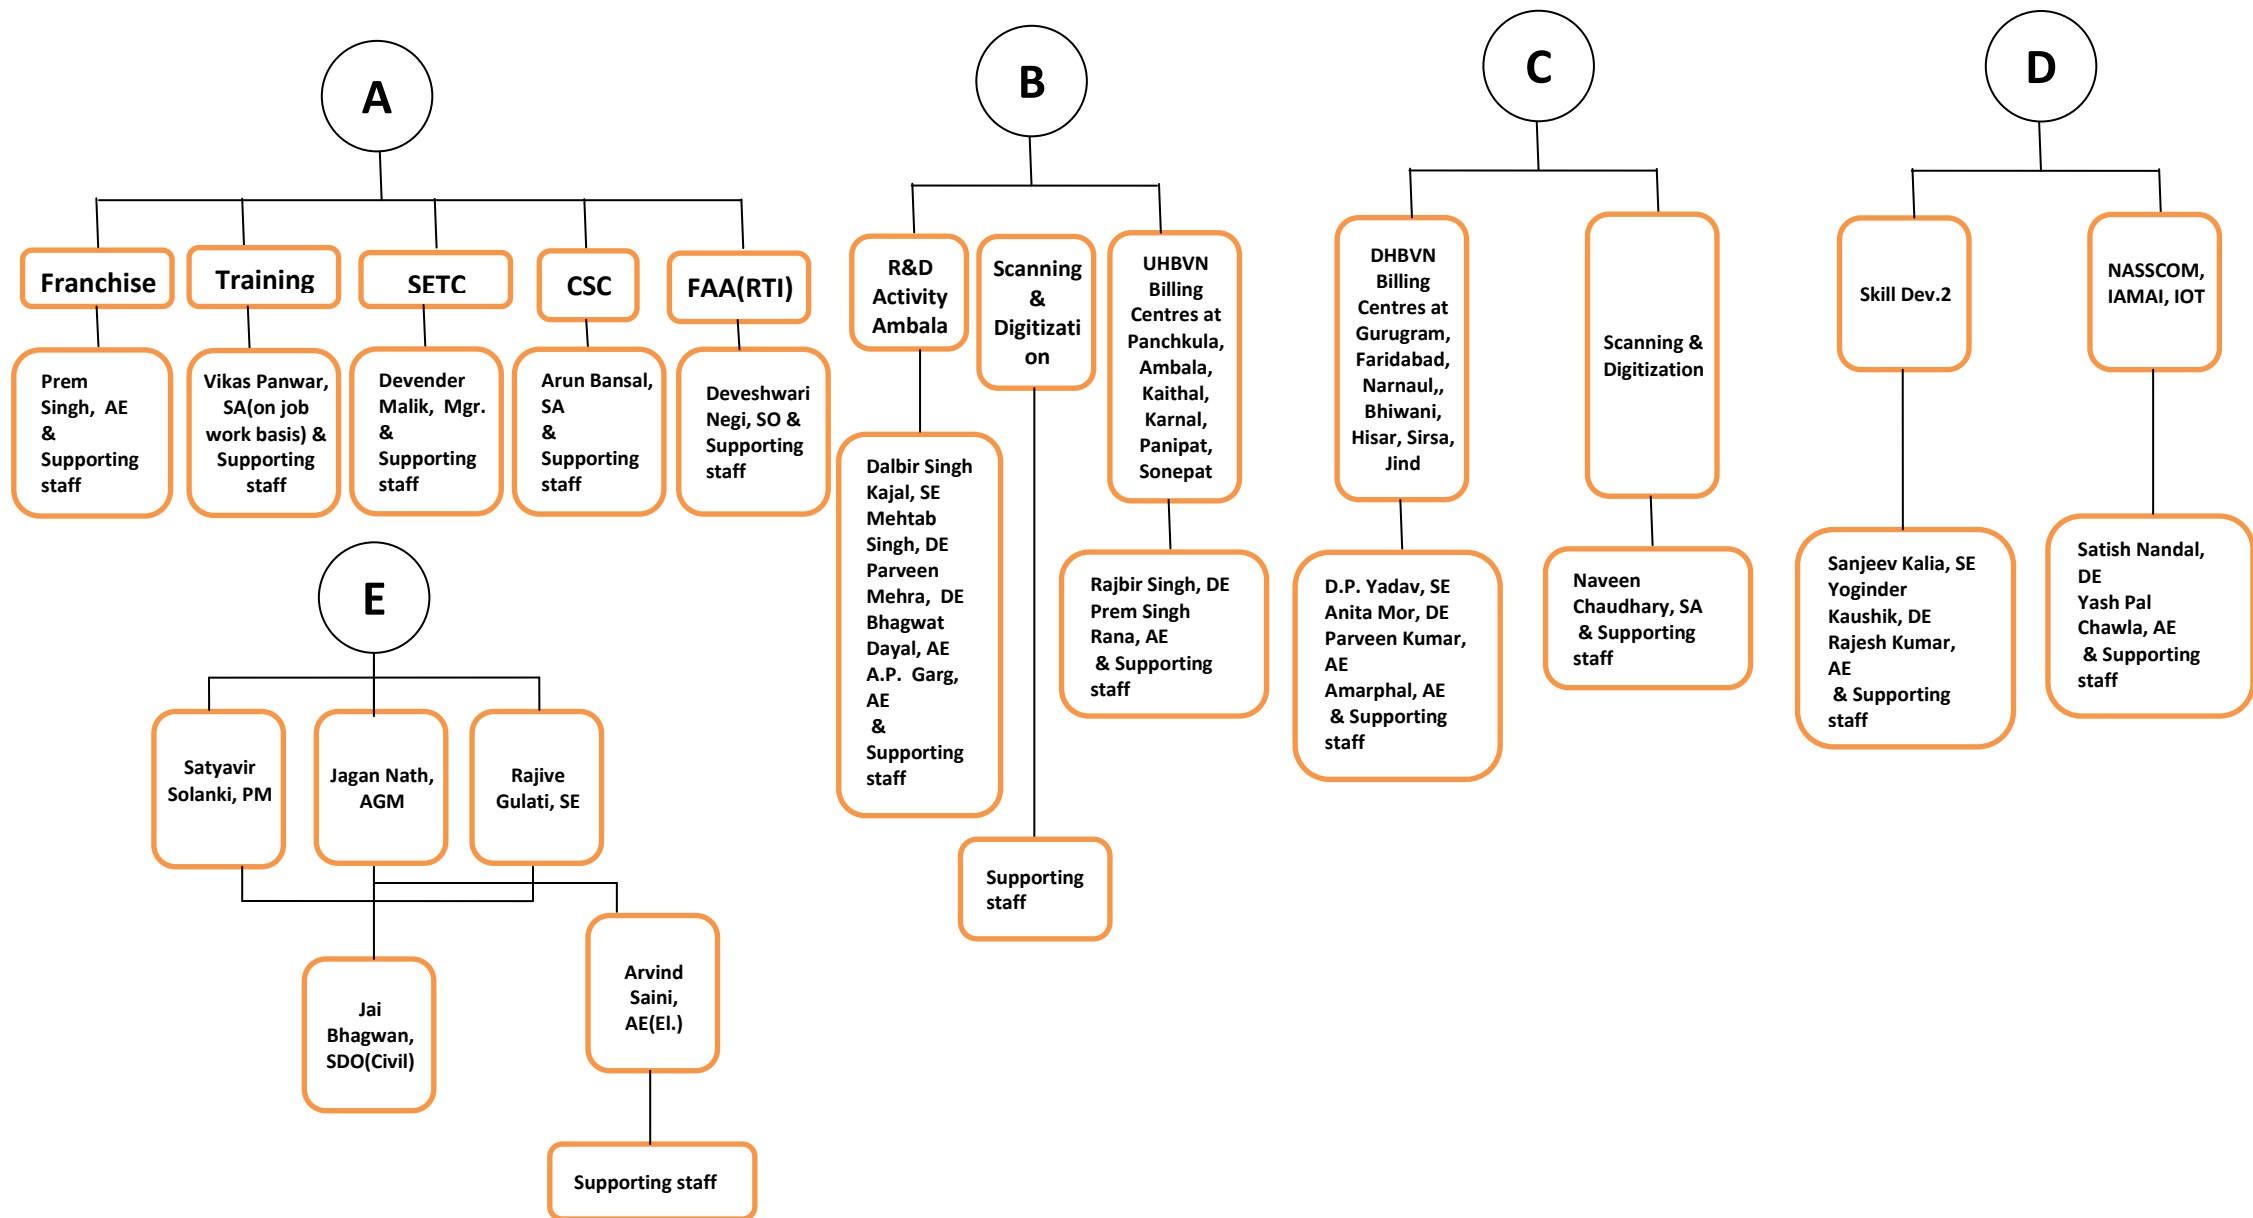 A
Franchise
Training
SETC
CSC
FAA(RTI)
Prem
Singh,  AE
&
Supporting
staff
Vikas Panwar,
SA(on job
work basis) &
Supporting
staff
Devender
Malik,  Mgr.
&
Supporting
staff
Arun Bansal,
SA
&
Supporting
staff
Deveshwari
Negi, SO &
Supporting
staff
B
R&D
Activity
Ambala
Scanning
&
Digitizati
on
UHBVN
Billing
Centres at
Panchkula,
Ambala,
Kaithal,
Karnal,
Panipat,
Sonepat
Dalbir Singh
Kajal, SE
Mehtab
Singh, DE
Parveen
Mehra,  DE
Bhagwat
Dayal, AE
A.P.  Garg,
AE
&
Supporting
staff
Supporting
staff
Rajbir Singh, DE
Prem Singh
Rana, AE
& Supporting
staff
C
DHBVN
Billing
Centres at
Gurugram,
Faridabad,
Narnaul,,
Bhiwani,
Hisar, Sirsa,
Jind
Scanning &
Digitization
D.P. Yadav, SE
Anita Mor, DE
Parveen Kumar,
AE
Amarphal, AE
& Supporting
staff
Naveen
Chaudhary, SA
& Supporting
staff
D
Skill Dev.2
NASSCOM,
IAMAI, IOT
Sanjeev Kalia, SE
Yoginder
Kaushik, DE
Rajesh Kumar,
AE
& Supporting
staff
Satish Nandal,
DE
Yash Pal
Chawla, AE
& Supporting
staff
E
Satyavir
Solanki, PM
Jagan Nath,
AGM
Rajive
Gulati, SE
Jai
Bhagwan,
SDO(Civil)
Arvind
Saini,
AE(El.)
Supporting staff